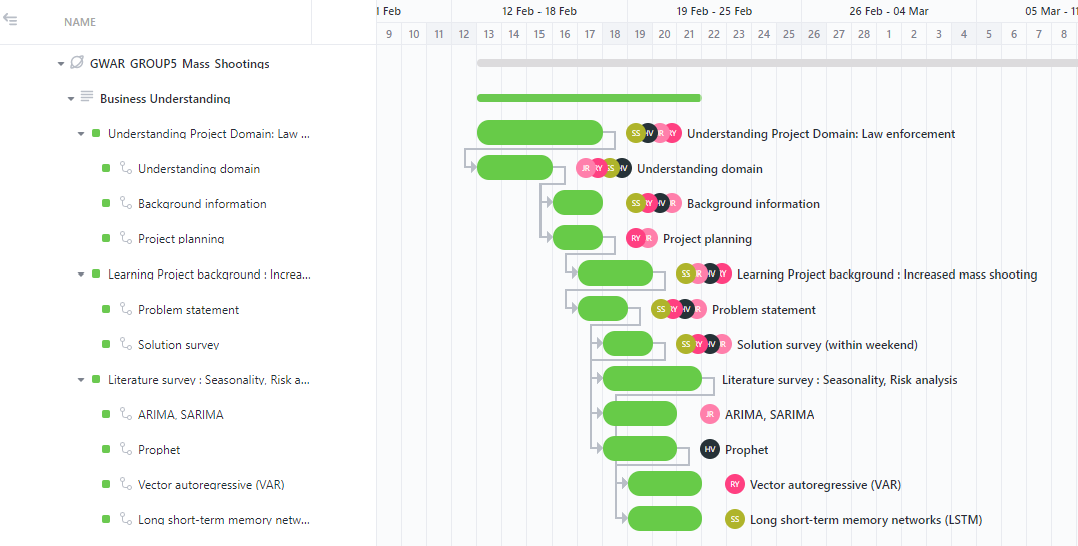 NAME
1 Feb 12 Feb - 18 Feb 19 Feb - 25 Feb 26 Feb - 04 Mar 05 Mar - 11
9 10 11 12 13 14 15 16 17 18 19 20 21 22 23 24 25 26 27 28 1 2 3 4 5 6 7 8
GWAR GROUP5 Mass Shootings
Business Understanding
Understanding Project Domain: Law ... SS HV JR RY Understanding Project Domain: Law enforcement
Understanding domain JR RY SS HV Understanding domain
Background information SS RY HV JR Background information
Project planning RY JR Project planning
Learning Project background : Increa... SS JR HV RY Learning Project background : Increased mass shooting
Problem statement SS RY HV JR Problem statement
Solution survey SS RY HV JR Solution survey (within weekend)
Literature survey : Seasonality, Risk a... Literature survey : Seasonality, Risk analysis
ARIMA, SARIMA JR ARIMA, SARIMA
Prophet HV Prophet
Vector autoregressive (VAR) RY Vector autoregressive (VAR)
Long short-term memory netw... SS Long short-term memory networks (LSTM)